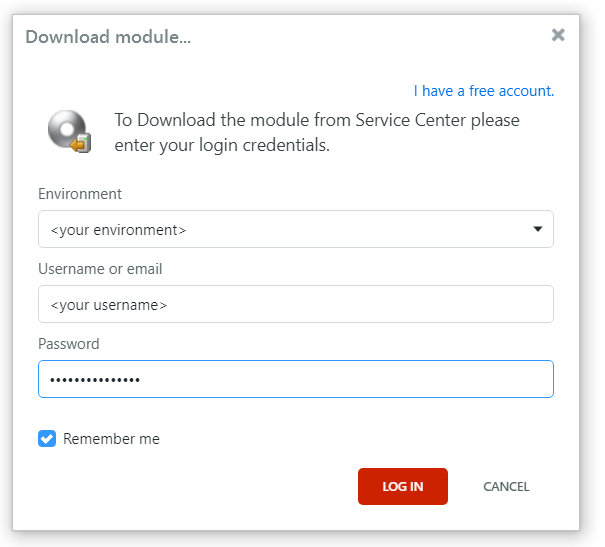 Download module...
I have a free account.
To Download the module from Service Center please
enter your login credentials.
Environment
<your environment>
Username or email
<your username>
Password
•••••••••••••••
Remember me
LOG IN CANCEL